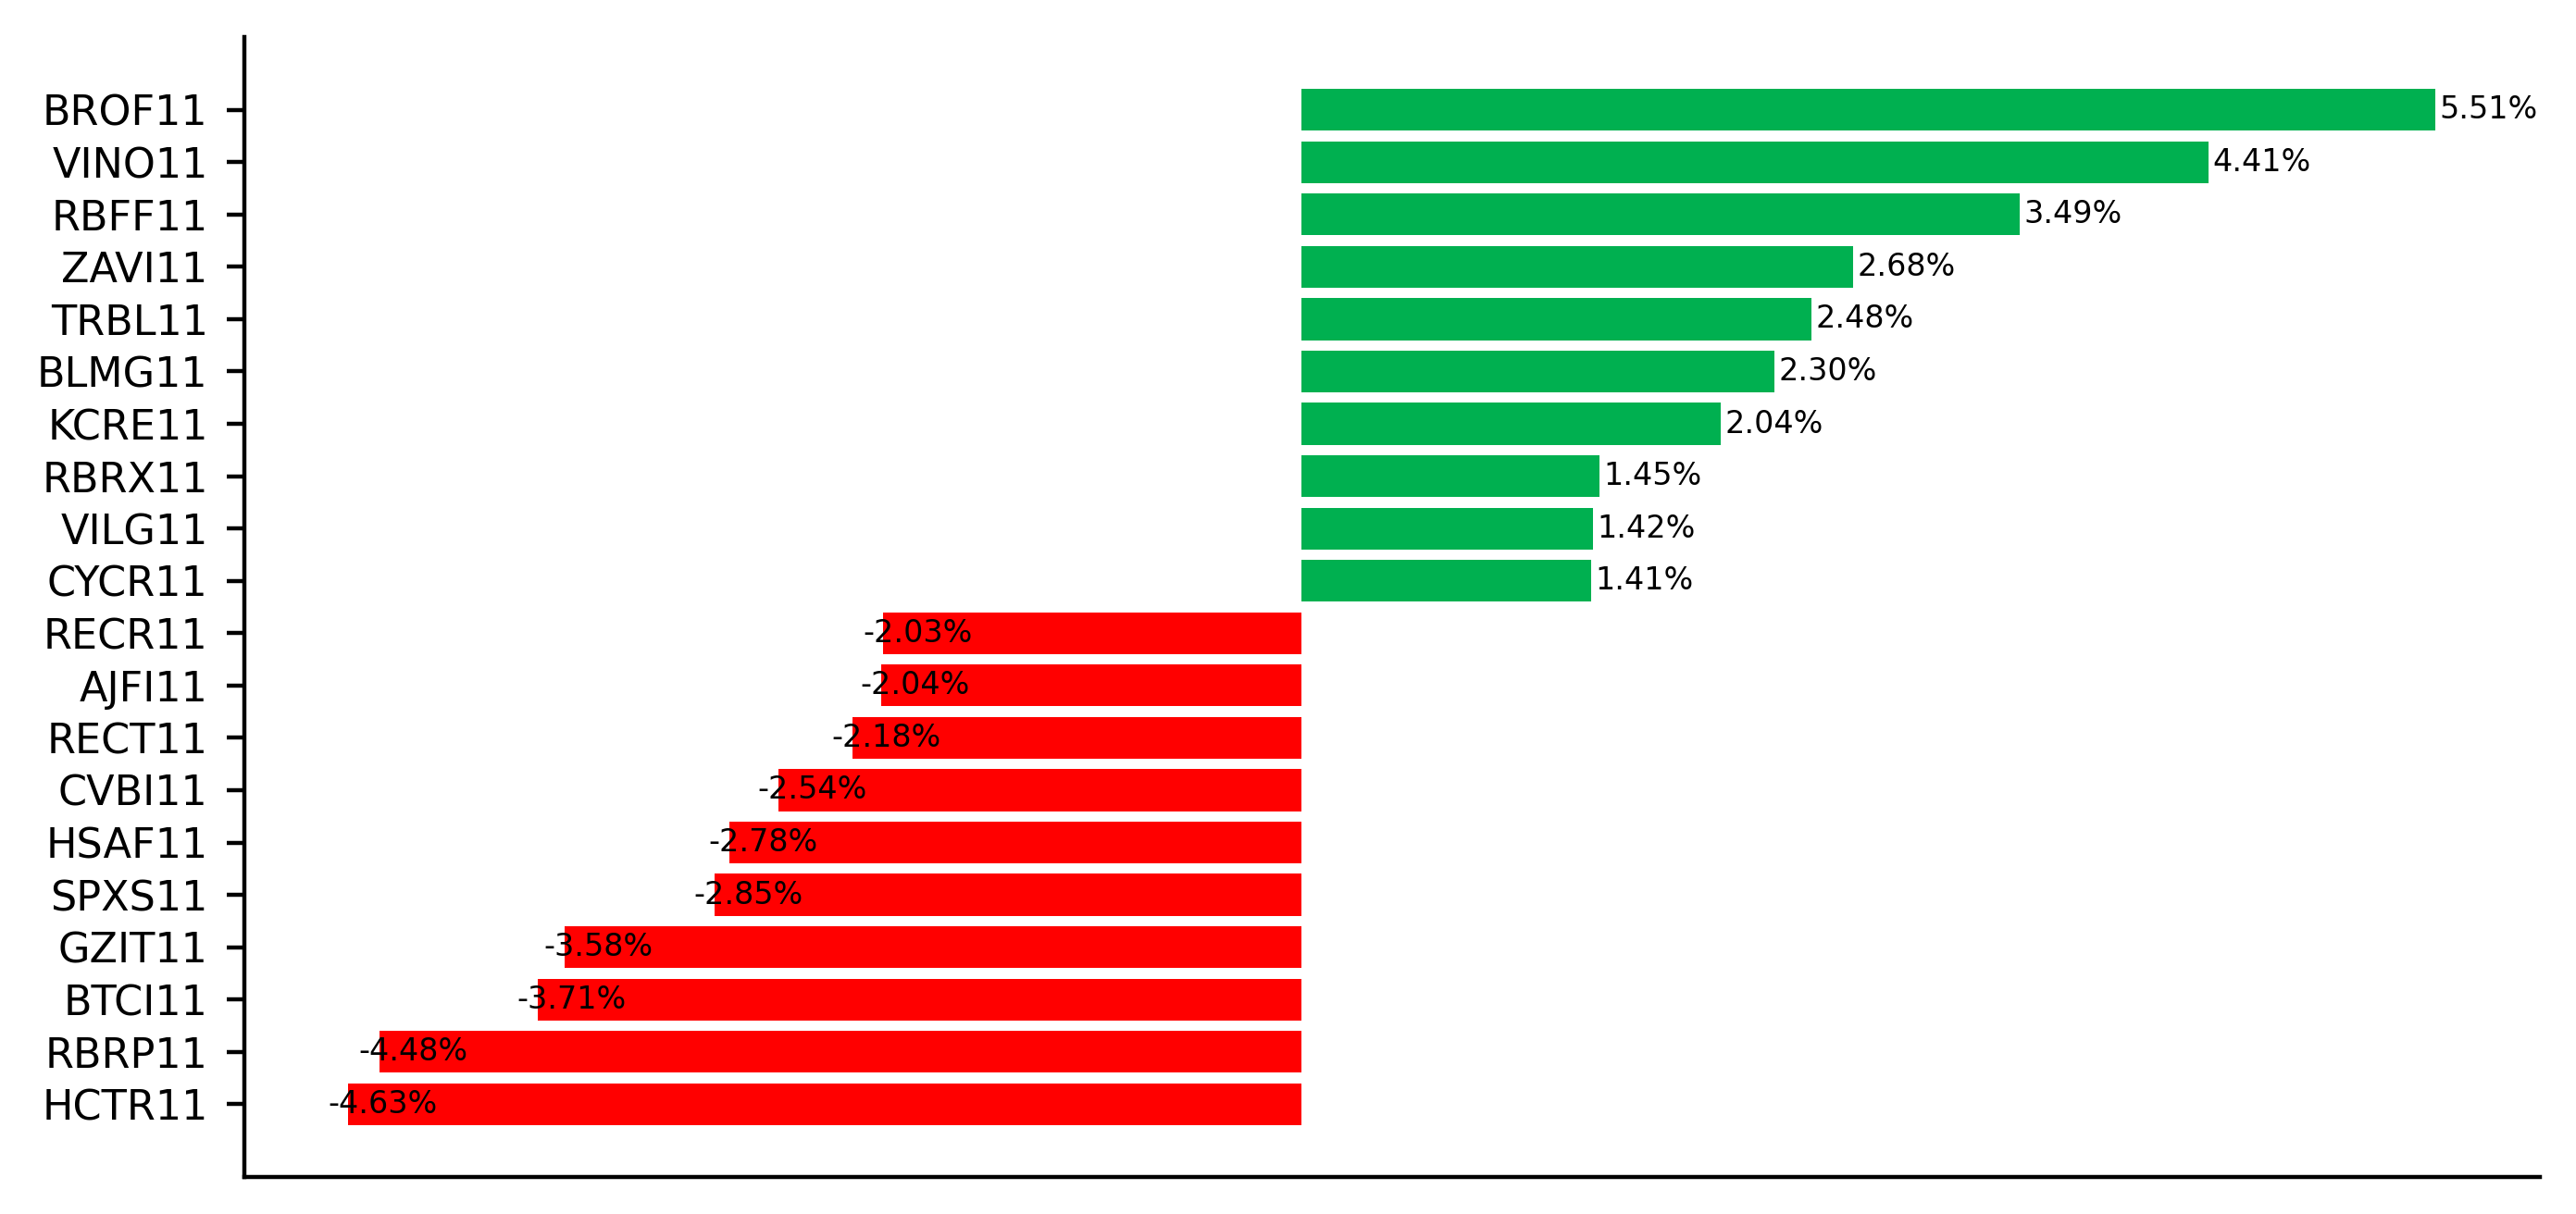 BROF11 5.51%
VINO11 4.41%
RBFF11 3.49%
ZAVI11 2.68%
TRBL11 2.48%
BLMG11 2.30%
KCRE11 2.04%
RBRX11 1.45%
VILG11 1.42%
CYCR11 1.41%
RECR11 -2.03%
AJFI11 -2.04%
RECT11 -2.18%
CVBI11 -2.54%
HSAF11 -2.78%
SPXS11 -2.85%
GZIT11 -3.58%
BTCI11 -3.71%
RBRP11 -4.48%
HCTR11 -4.63%